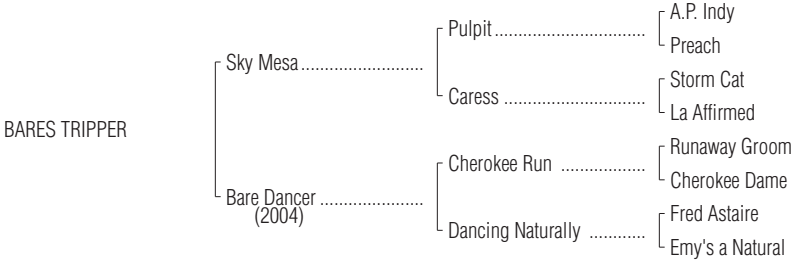 A.P. Indy
Pulpit..............................
Preach
Sky Mesa........................
Storm Cat
Caress ............................
La Affirmed
BARES TRIPPER
Runaway Groom
Cherokee Run .................
Cherokee Dame
Bare Dancer ....................
(2004)
Fred Astaire
Dancing Naturally ............
Emy's a Natural